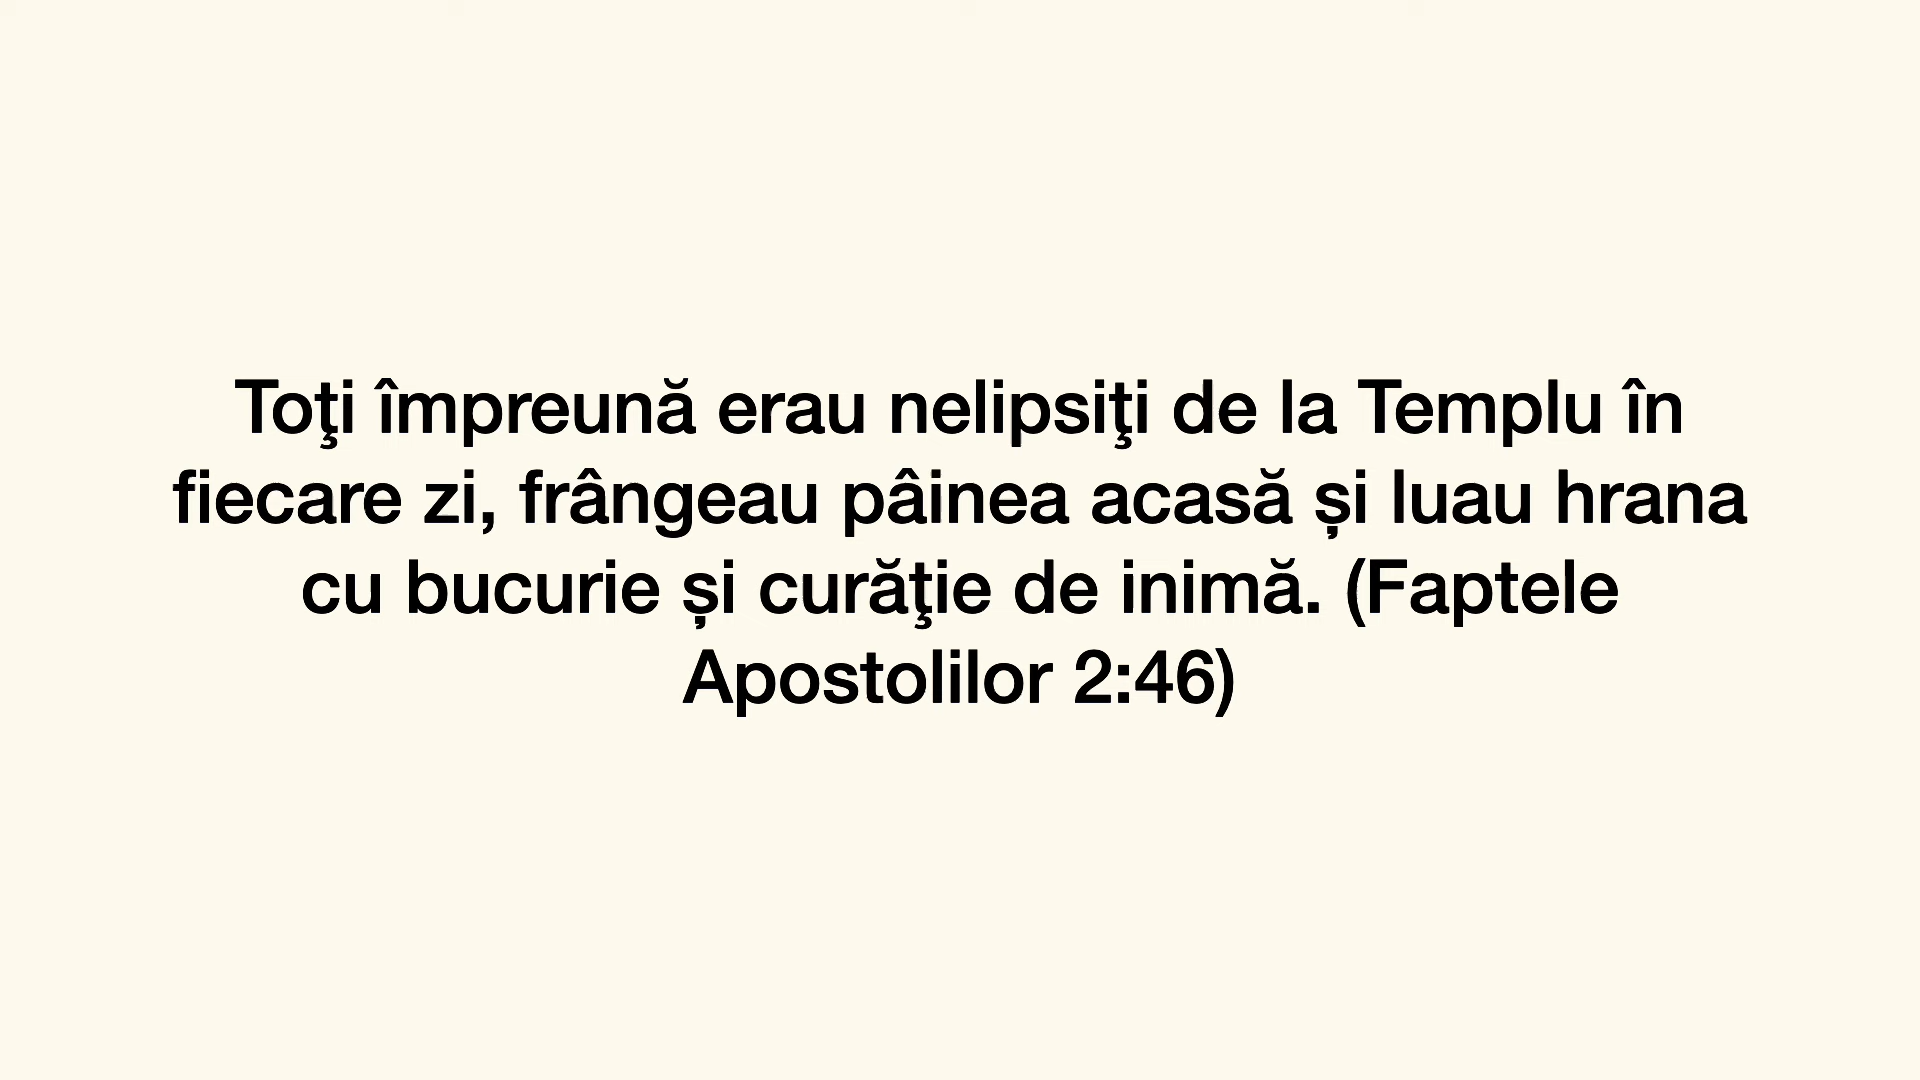 Toţi împreună erau nelipsiţi de la Templu în
fiecare zi, frângeau pâinea acasă și luau hrana
cu bucurie și curăţie de inimă. (Faptele
Apostolilor 2:46)